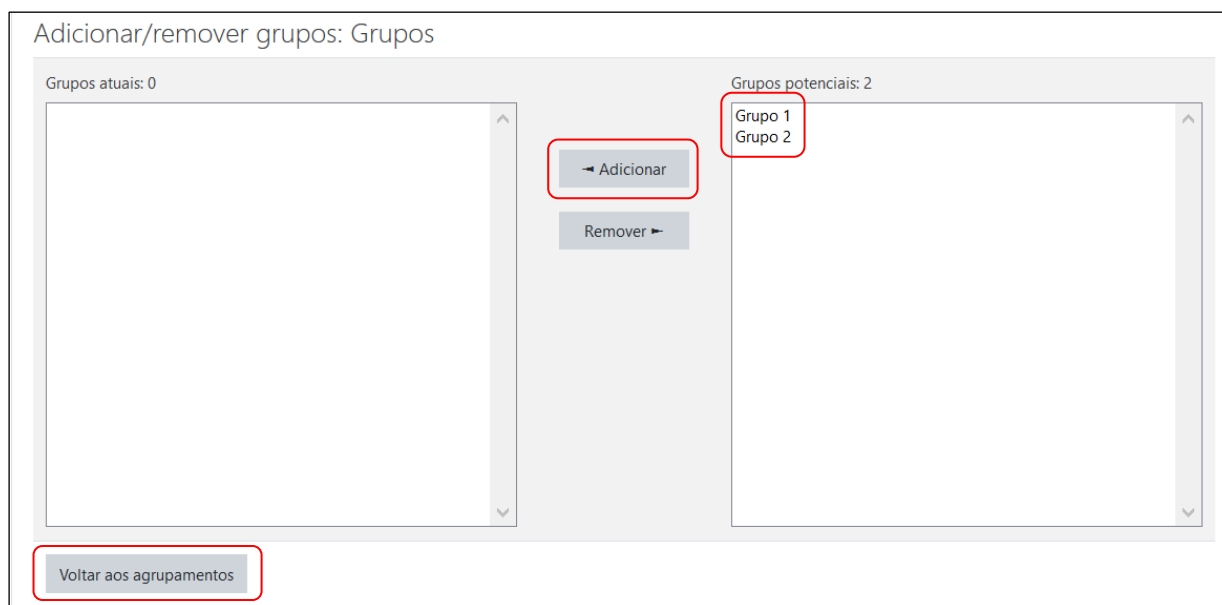 Adicionar/remover grupos: Grupos
Grupos atuais: 0
Grupos potenciais: 2
Grupo 1
Grupo 2
Adicionar
Remover
Voltar aos agrupamentos